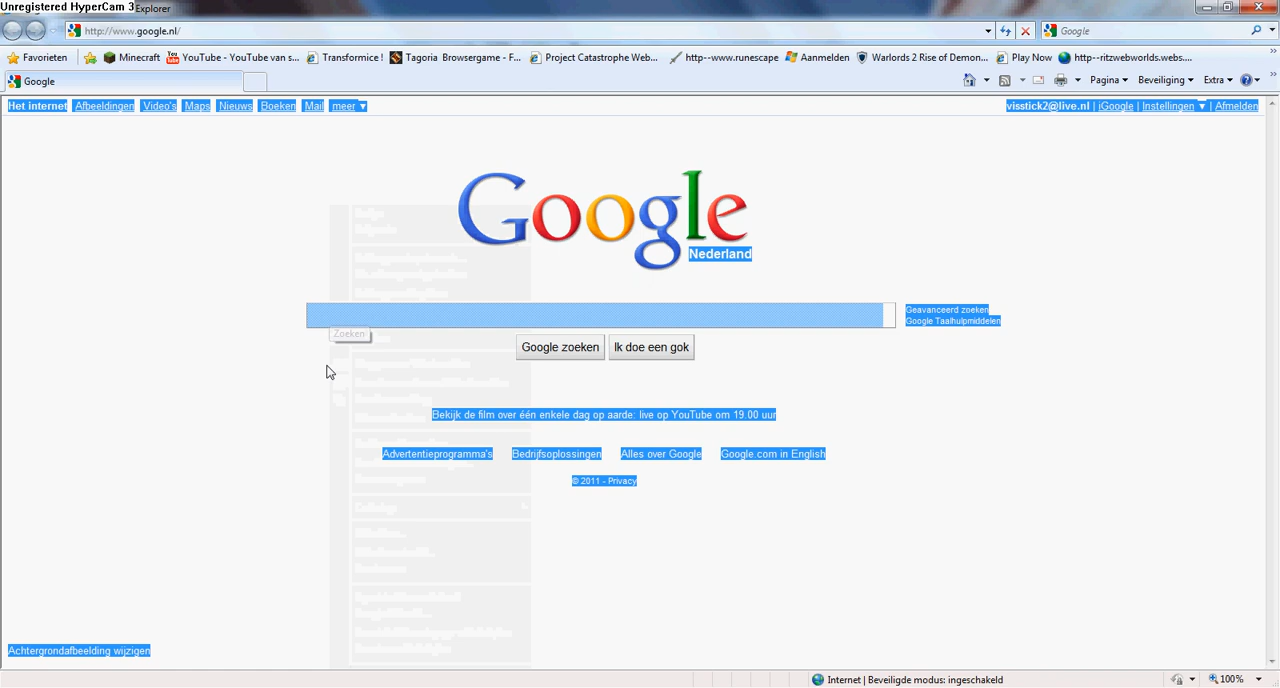 Unregistered HyperCam 3 Explorer
http://www.google.nl/
Google
Favorieten Minecraft YouTube - YouTube van s... Transformice ! Tagoria Browsergame - F... Project Catastrophe Web... http--www.runescape Aanmelden Warlords 2 Rise of Demon... Play Now http--ritzwebworlds.webs....
Google
Pagina Beveiliging Extra
Het internet Afbeeldingen Video's Maps Nieuws Boeken Mail meer ▼
visstick2@live.nl | iGoogle | Instellingen ▼ | Afmelden
Google
Nederland
Geavanceerd zoeken
Google Taalhulpmiddelen
Zoeken
Google zoeken Ik doe een gok
Bekijk de film over één enkele dag op aarde: live op YouTube om 19.00 uur
Advertentieprogramma's Bedrijfsoplossingen Alles over Google Google.com in English
© 2011 - Privacy
Achtergrondafbeelding wijzigen
Internet | Beveiligde modus: ingeschakeld
100%